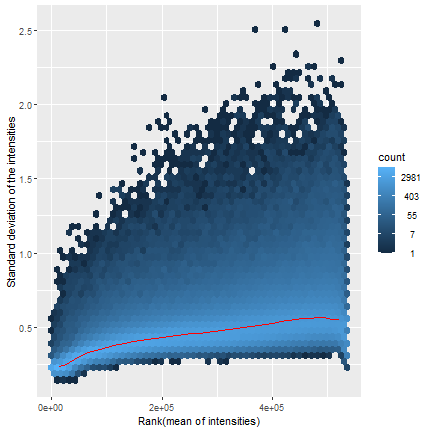 Standard deviation of the intensities
2.5
2.0
1.5
1.0
0.5
0e+00
2e+05
4e+05
Rank(mean of intensities)
count
2981
403
55
7
1